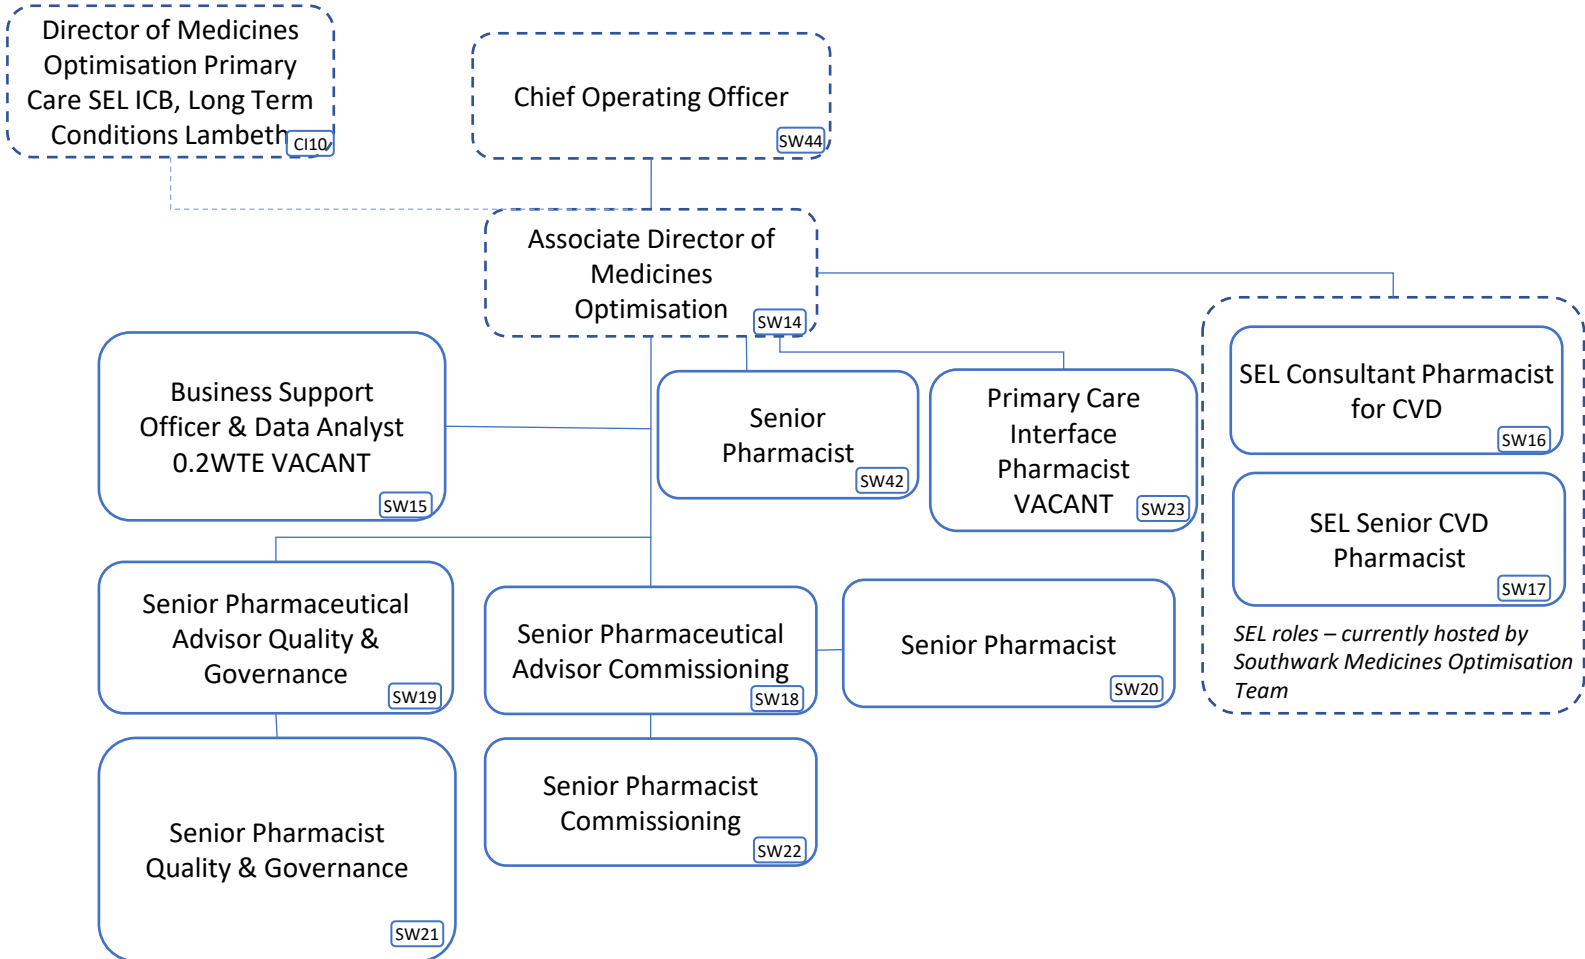 Director of Medicines
Optimisation Primary
Care SEL ICB, Long Term
Conditions Lambeth
CI10
Chief Operating Officer
SW44
Associate Director of
Medicines
Optimisation
SW14
Business Support
Officer & Data Analyst
0.2WTE VACANT
SW15
Senior
Pharmacist
SW42
Primary Care
Interface
Pharmacist
VACANT
SW23
SEL Consultant Pharmacist
for CVD
SW16
SEL Senior CVD
Pharmacist
SW17
SEL roles – currently hosted by
Southwark Medicines Optimisation
Team
Senior Pharmaceutical
Advisor Quality &
Governance
SW19
Senior Pharmaceutical
Advisor Commissioning
SW18
Senior Pharmacist
SW20
Senior Pharmacist
Quality & Governance
SW21
Senior Pharmacist
Commissioning
SW22